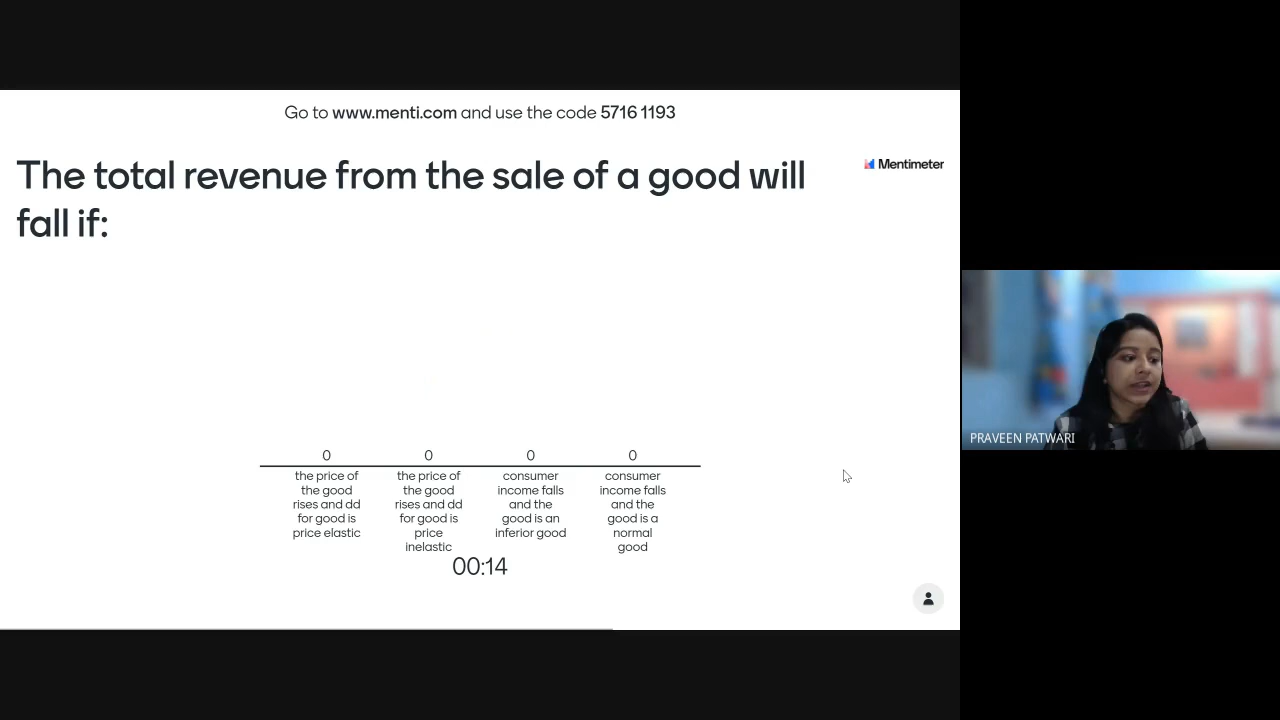 Go to www.menti.com and use the code 5716 1193
The total revenue from the sale of a good will
fall if:
Mentimeter
0
the price of
the good
rises and dd
for good is
price elastic
0
the price of
the good
rises and dd
for good is
price
inelastic
0
consumer
income falls
and the
good is an
inferior good
0
consumer
income falls
and the
good is a
normal
good
00:14
PRAVEEN PATWARI